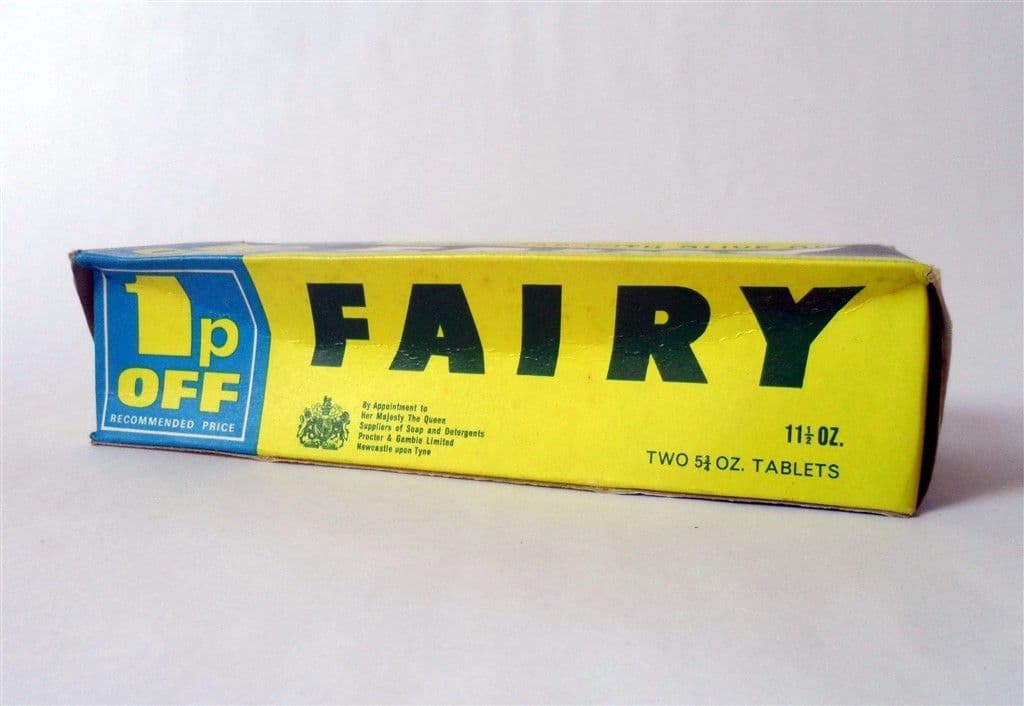 1p
OFF
RECOMMENDED PRICE
FAIRY
By Appointment to
Her Majesty The Queen
Suppliers of Soap and Detergents
Procter & Gamble Limited
Newcastle upon Tyne
11½ OZ.
TWO 5¾ OZ. TABLETS